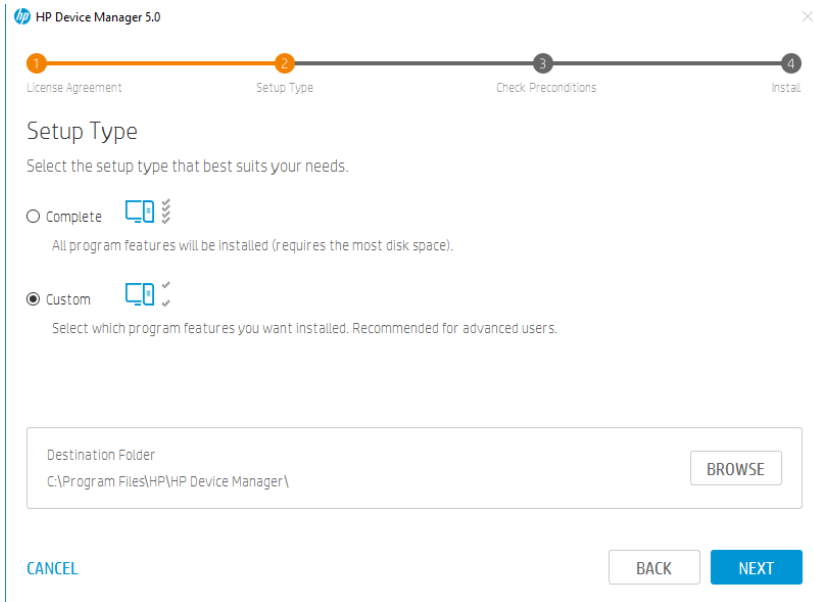 hp HP Device Manager 5.0
1 2 3 4
License Agreement Setup Type Check Preconditions Install
Setup Type
Select the setup type that best suits your needs.
Complete
All program features will be installed (requires the most disk space).
Custom
Select which program features you want installed. Recommended for advanced users.
Destination Folder
C:\Program Files\HP\HP Device Manager\
BROWSE
CANCEL BACK NEXT